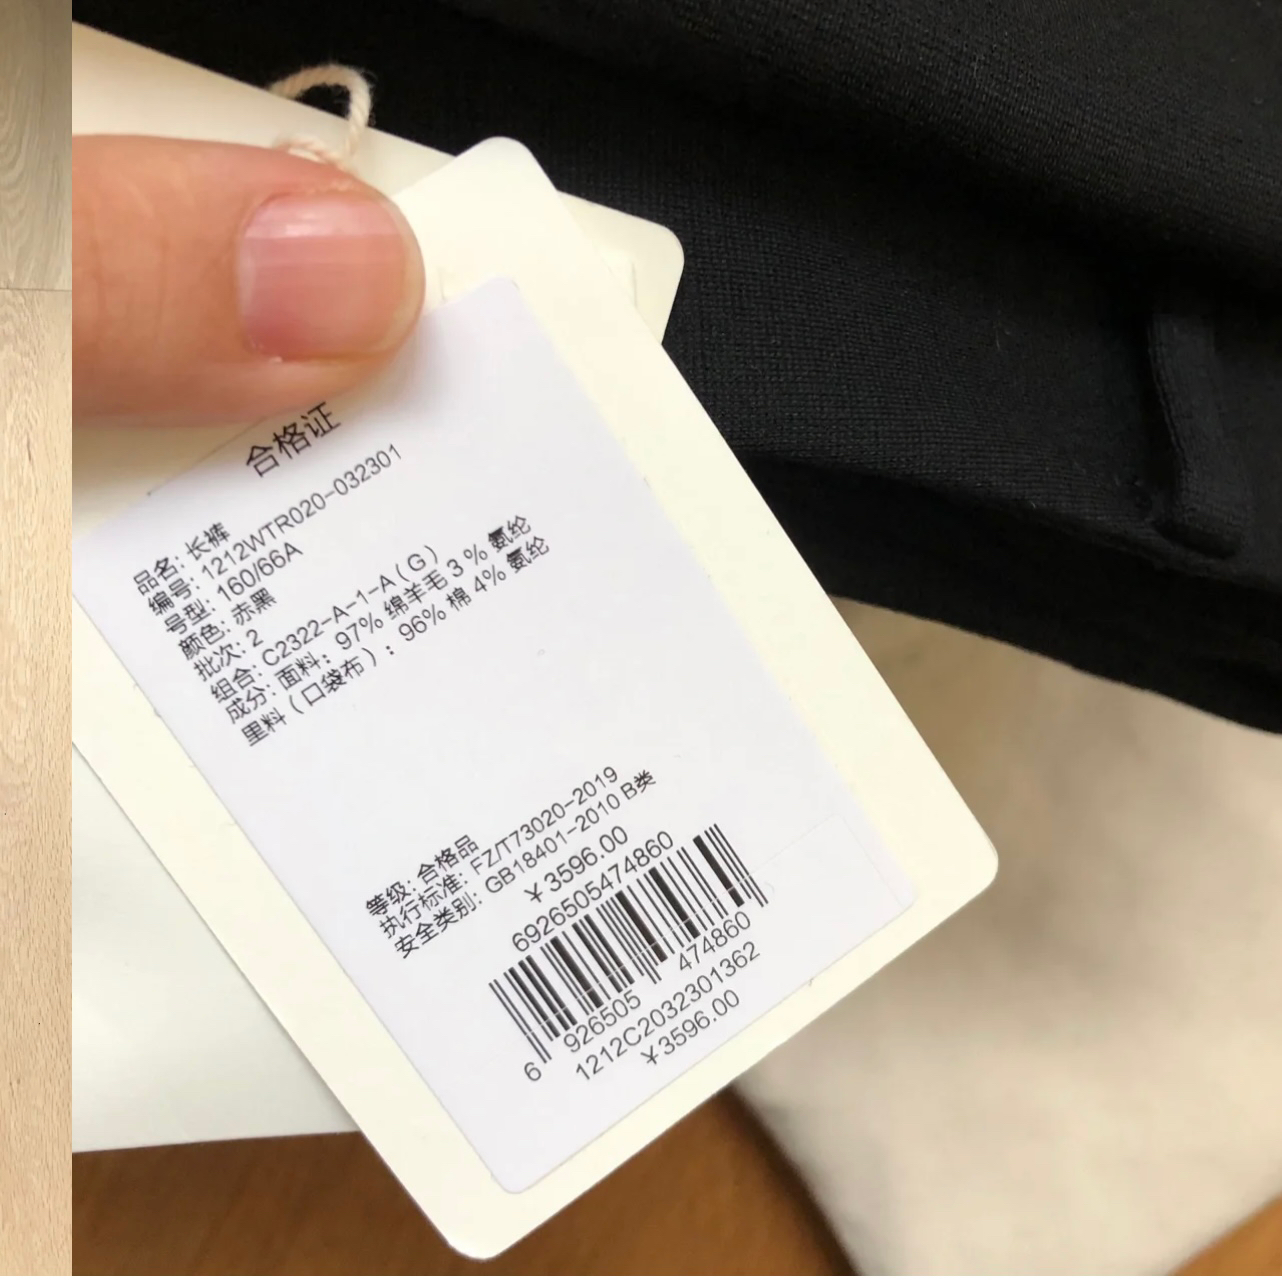 合格证
品名: 长裤
编号: 1212WTR020-032301
号型: 160/66A
颜色: 赤黑
批次: 2
组合: C2322-A-1-A(G)
成分: 面料: 97% 绵羊毛 3% 氨纶
里料(口袋布): 96% 棉 4% 氨纶
等级: 合格品
执行标准: FZ/T73020-2019
安全类别: GB18401-2010 B类
¥3596.00
6926505474860
6 926505 474860
1212C2032301362
¥3596.00